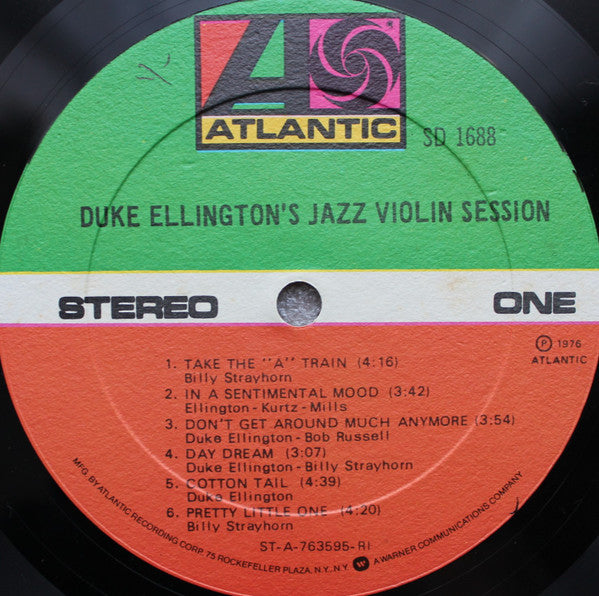 ATLANTIC
SD 1688
DUKE ELLINGTON'S JAZZ VIOLIN SESSION
STEREO
ONE
1. TAKE THE "A" TRAIN (4:16)
Billy Strayhorn
2. IN A SENTIMENTAL MOOD (3:42)
Ellington-Kurtz-Mills
3. DON'T GET AROUND MUCH ANYMORE (3:54)
Duke Ellington-Bob Russell
4. DAY DREAM (3:07)
Duke Ellington-Billy Strayhorn
5. COTTON TAIL (4:39)
Duke Ellington
6. PRETTY LITTLE ONE (4:20)
Billy Strayhorn
Ⓟ 1976
ATLANTIC
ST-A-763595-RI
MFG. BY ATLANTIC RECORDING CORP. 75 ROCKEFELLER PLAZA, N.Y., N.Y. A WARNER COMMUNICATIONS COMPANY